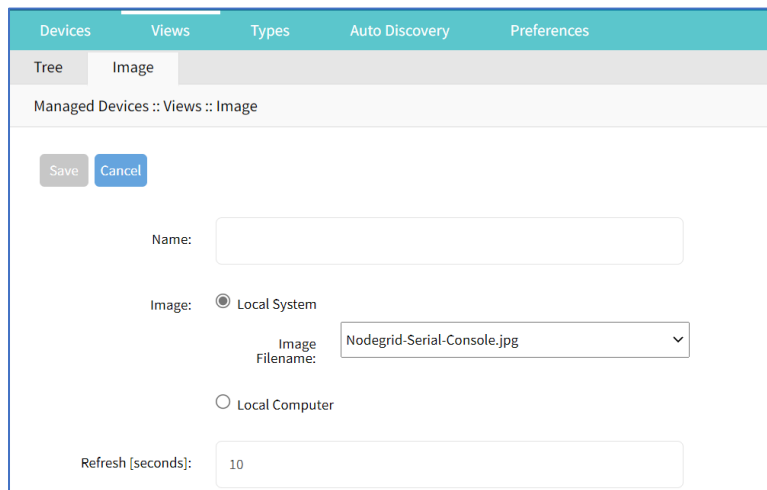 Devices Views Types Auto Discovery Preferences
Tree Image
Managed Devices :: Views :: Image
Save Cancel
Name:
Image: Local System
Image Filename: Nodegrid-Serial-Console.jpg
Local Computer
Refresh [seconds]: 10